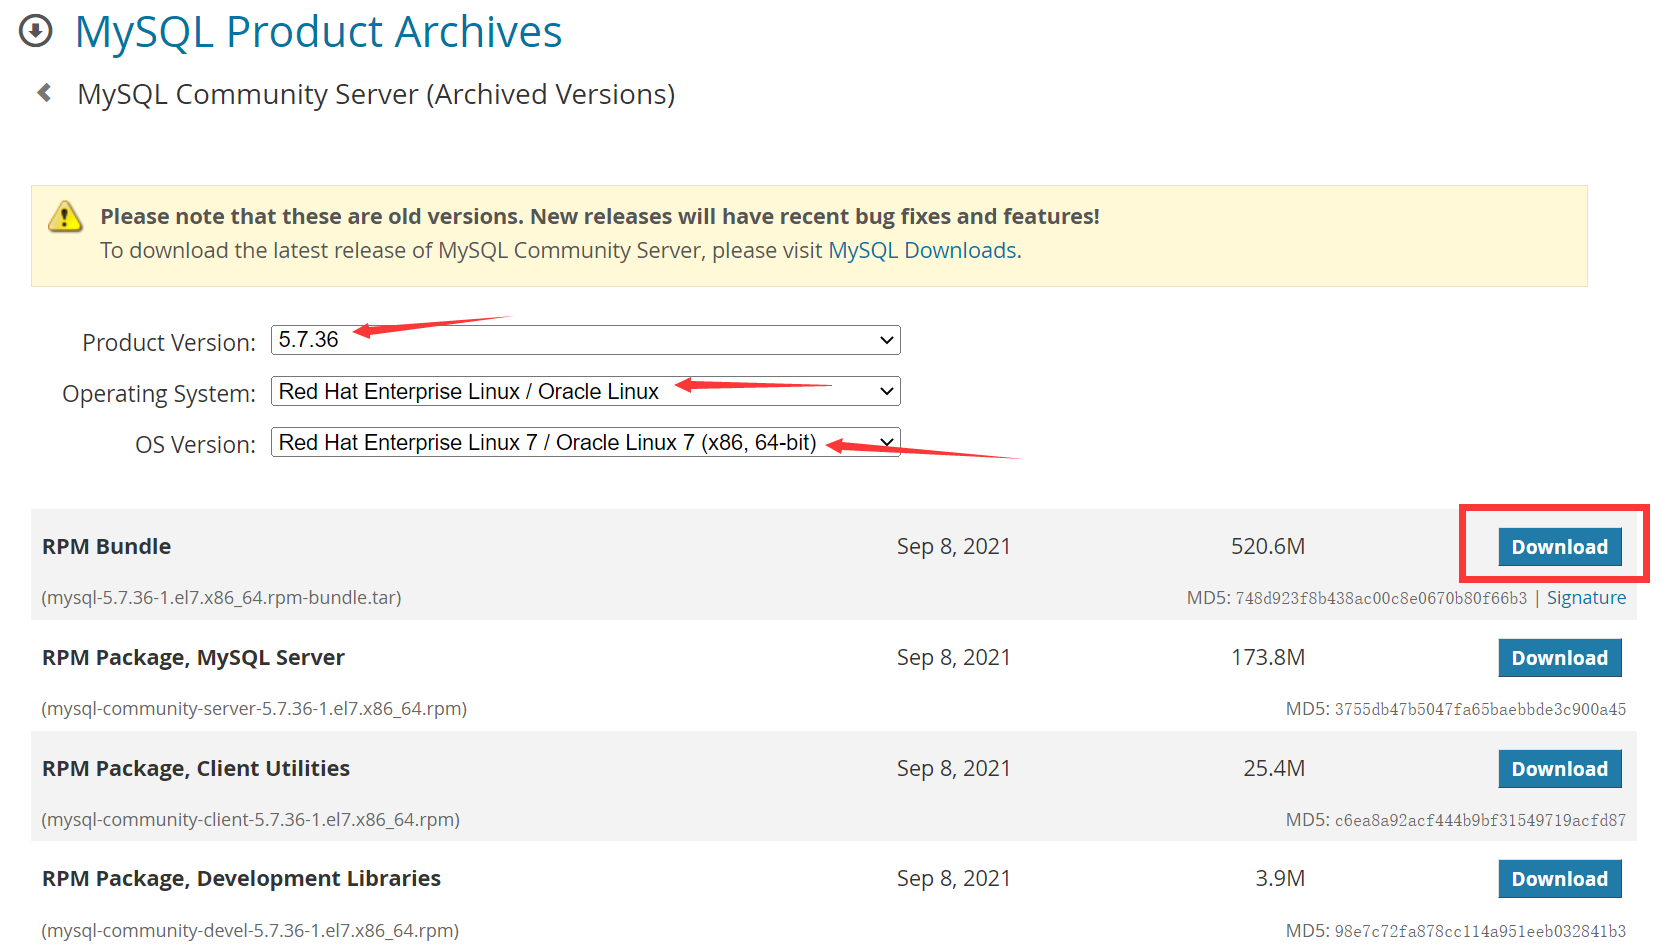 MySQL Product Archives
MySQL Community Server (Archived Versions)
Please note that these are old versions. New releases will have recent bug fixes and features!
To download the latest release of MySQL Community Server, please visit MySQL Downloads.
Product Version: 5.7.36
Operating System: Red Hat Enterprise Linux / Oracle Linux
OS Version: Red Hat Enterprise Linux 7 / Oracle Linux 7 (x86, 64-bit)
RPM Bundle Sep 8, 2021 520.6M Download
(mysql-5.7.36-1.el7.x86_64.rpm-bundle.tar) MD5: 748d923f8b438ac00c8e0670b80f66b3 | Signature
RPM Package, MySQL Server Sep 8, 2021 173.8M Download
(mysql-community-server-5.7.36-1.el7.x86_64.rpm) MD5: 3755db47b5047fa65baebbde3c900a45
RPM Package, Client Utilities Sep 8, 2021 25.4M Download
(mysql-community-client-5.7.36-1.el7.x86_64.rpm) MD5: c6ea8a92acf444b9bf31549719acfd87
RPM Package, Development Libraries Sep 8, 2021 3.9M Download
(mysql-community-devel-5.7.36-1.el7.x86_64.rpm) MD5: 98e7c72fa878cc114a951eeb032841b3